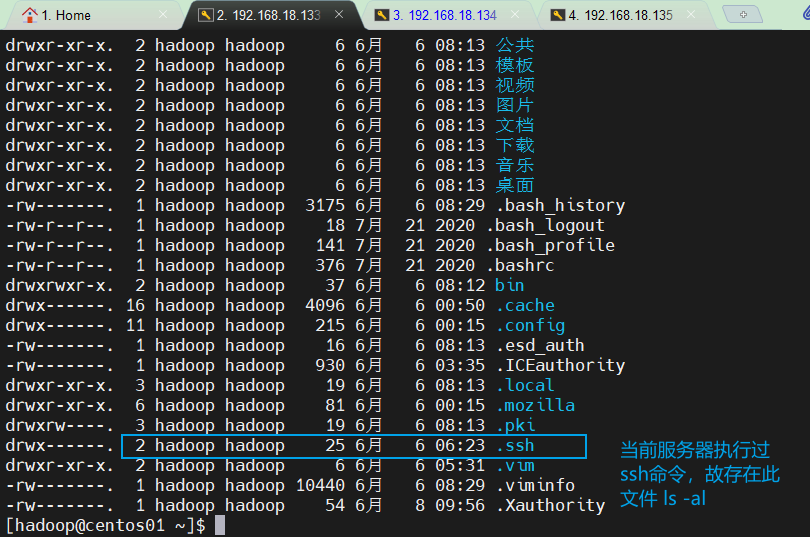 1. Home
2. 192.168.18.133
3. 192.168.18.134
4. 192.168.18.135
drwxr-xr-x. 2 hadoop hadoop 6 6月 6 08:13 公共
drwxr-xr-x. 2 hadoop hadoop 6 6月 6 08:13 模板
drwxr-xr-x. 2 hadoop hadoop 6 6月 6 08:13 视频
drwxr-xr-x. 2 hadoop hadoop 6 6月 6 08:13 图片
drwxr-xr-x. 2 hadoop hadoop 6 6月 6 08:13 文档
drwxr-xr-x. 2 hadoop hadoop 6 6月 6 08:13 下载
drwxr-xr-x. 2 hadoop hadoop 6 6月 6 08:13 音乐
drwxr-xr-x. 2 hadoop hadoop 6 6月 6 08:13 桌面
-rw-------. 1 hadoop hadoop 3175 6月 6 08:29 .bash_history
-rw-r--r--. 1 hadoop hadoop 18 7月 21 2020 .bash_logout
-rw-r--r--. 1 hadoop hadoop 141 7月 21 2020 .bash_profile
-rw-r--r--. 1 hadoop hadoop 376 7月 21 2020 .bashrc
drwxrwxr-x. 2 hadoop hadoop 37 6月 6 08:12 bin
drwx------. 16 hadoop hadoop 4096 6月 6 00:50 .cache
drwx------. 11 hadoop hadoop 215 6月 6 00:15 .config
-rw-------. 1 hadoop hadoop 16 6月 6 08:13 .esd_auth
-rw-------. 1 hadoop hadoop 930 6月 6 03:35 .ICEauthority
drwxr-xr-x. 3 hadoop hadoop 19 6月 6 08:13 .local
drwxr-xr-x. 6 hadoop hadoop 81 6月 6 00:15 .mozilla
drwxrw----. 3 hadoop hadoop 19 6月 6 08:13 .pki
drwx------. 2 hadoop hadoop 25 6月 6 06:23 .ssh
drwxr-xr-x. 2 hadoop hadoop 6 6月 6 05:31 .vim
-rw-------. 1 hadoop hadoop 10440 6月 6 08:29 .viminfo
-rw-------. 1 hadoop hadoop 54 6月 8 09:56 .Xauthority
[hadoop@centos01 ~]$
当前服务器执行过
ssh命令，故存在此
文件 ls -al